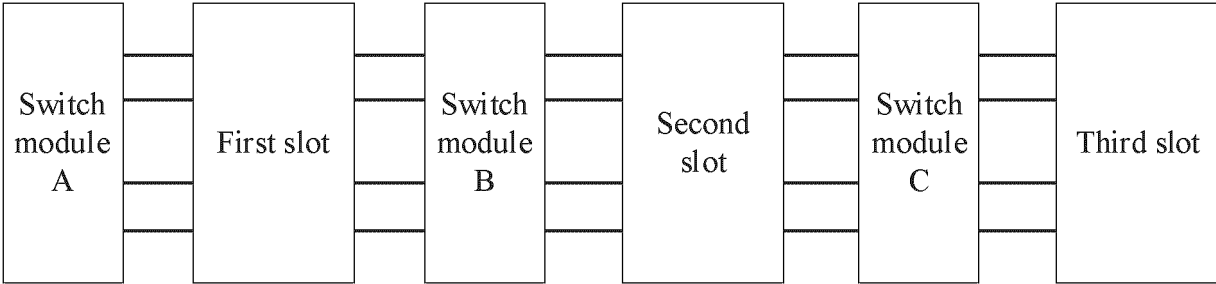 Switch
module
A
First slot
Switch
module
B
Second
slot
Switch
module
C
Third slot